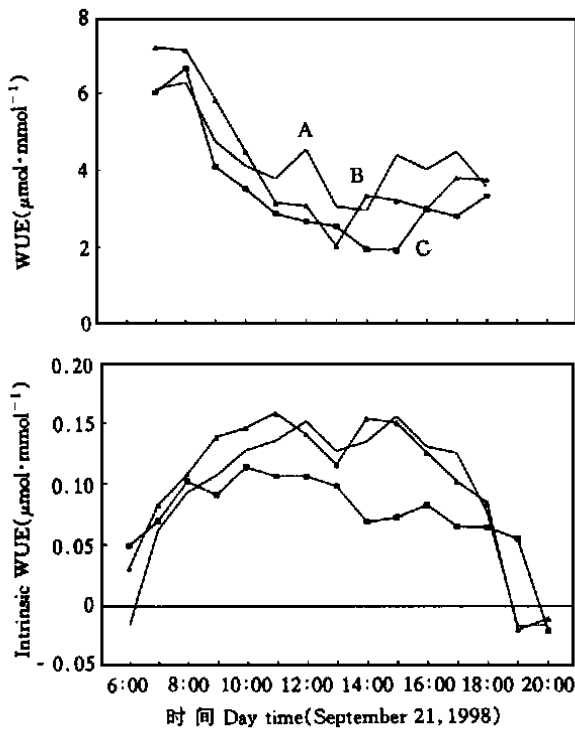 WUE(μmol·mmol⁻¹)
8
6
4
2
0
A
B
C
Intrinsic WUE(μmol·mmol⁻¹)
0.20
0.15
0.10
0.05
0
-0.05
6:00 8:00 10:00 12:00 14:00 16:00 18:00 20:00
时 间 Day time(September 21,1998)